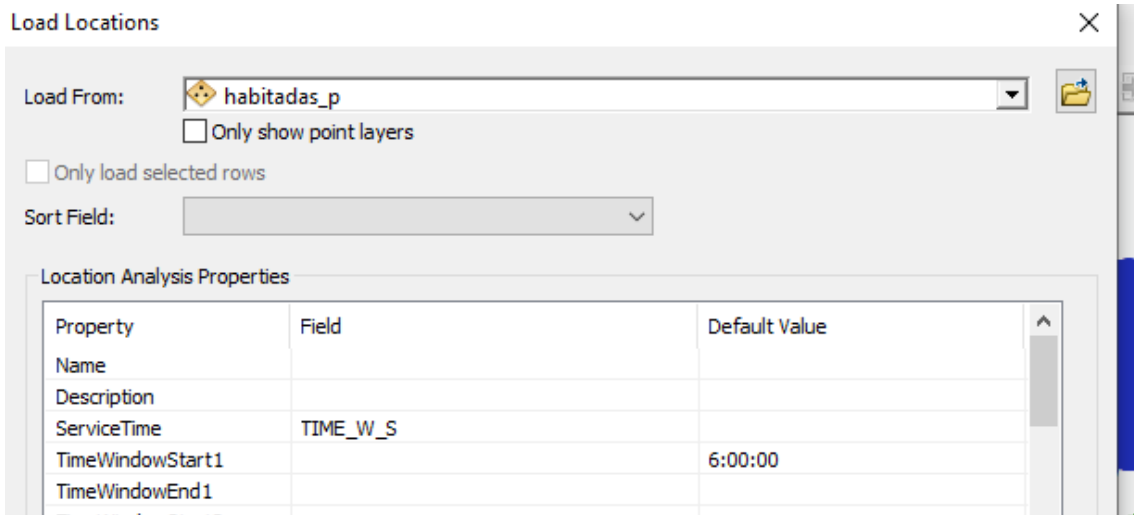 Load Locations
Load From: habitadas_p
Only show point layers
Only load selected rows
Sort Field:
Location Analysis Properties
Property Field Default Value
Name
Description
ServiceTime TIME_W_S
TimeWindowStart1 6:00:00
TimeWindowEnd1